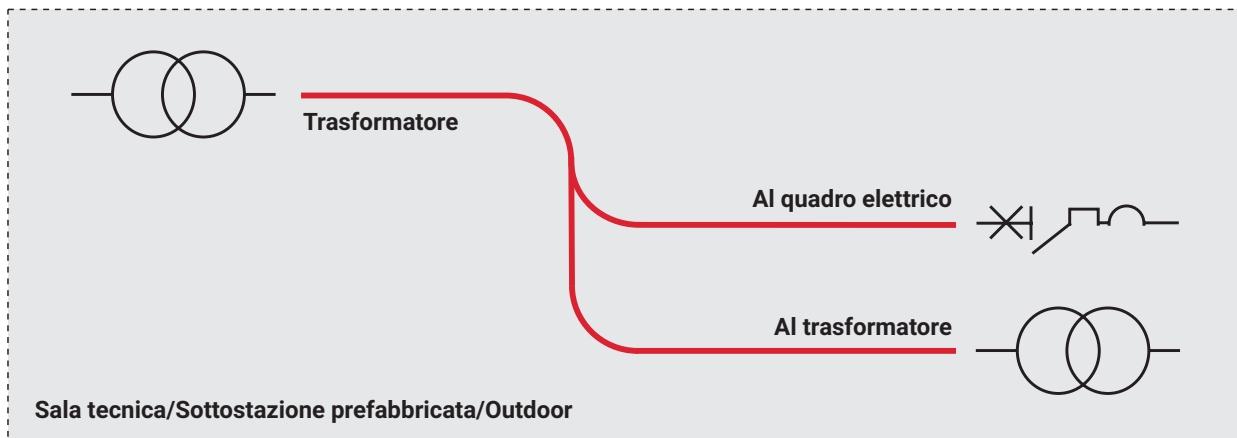 Trasformatore
Al quadro elettrico
Al trasformatore
Sala tecnica/Sottostazione prefabbricata/Outdoor